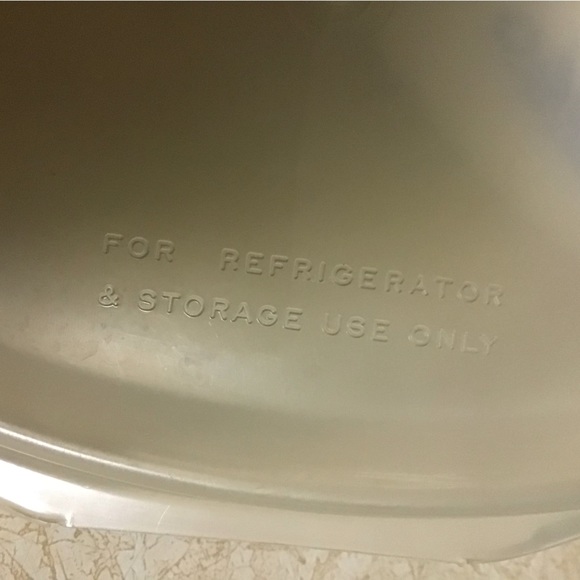 FOR REFRIGERATOR
& STORAGE USE ONLY